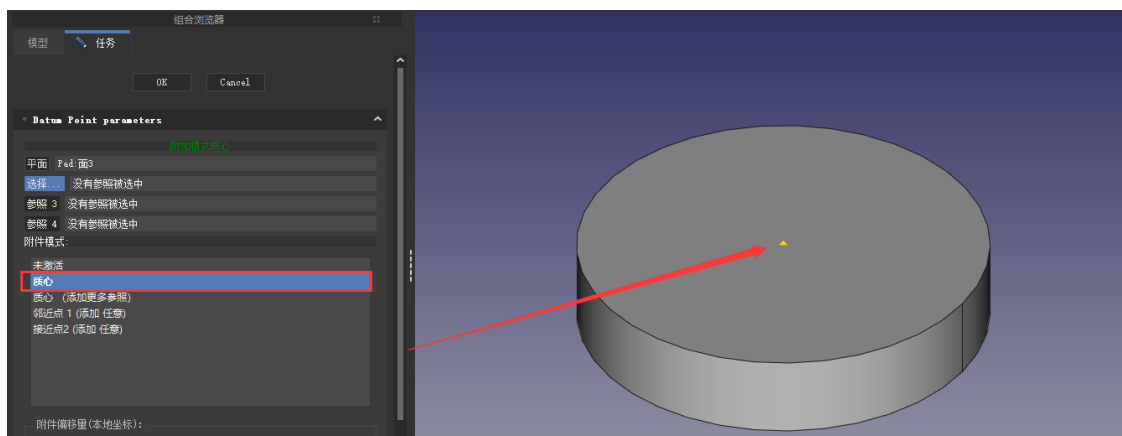 组合浏览器
模型
任务
OK Cancel
Datum Point parameters
附加模式质心
平面 Pad:面3
选择... 没有参照被选中
参照 3 没有参照被选中
参照 4 没有参照被选中
附件模式:
未激活
质心
质心 (添加更多参照)
邻近点 1 (添加 任意)
接近点2 (添加 任意)
附件偏移量(本地坐标):